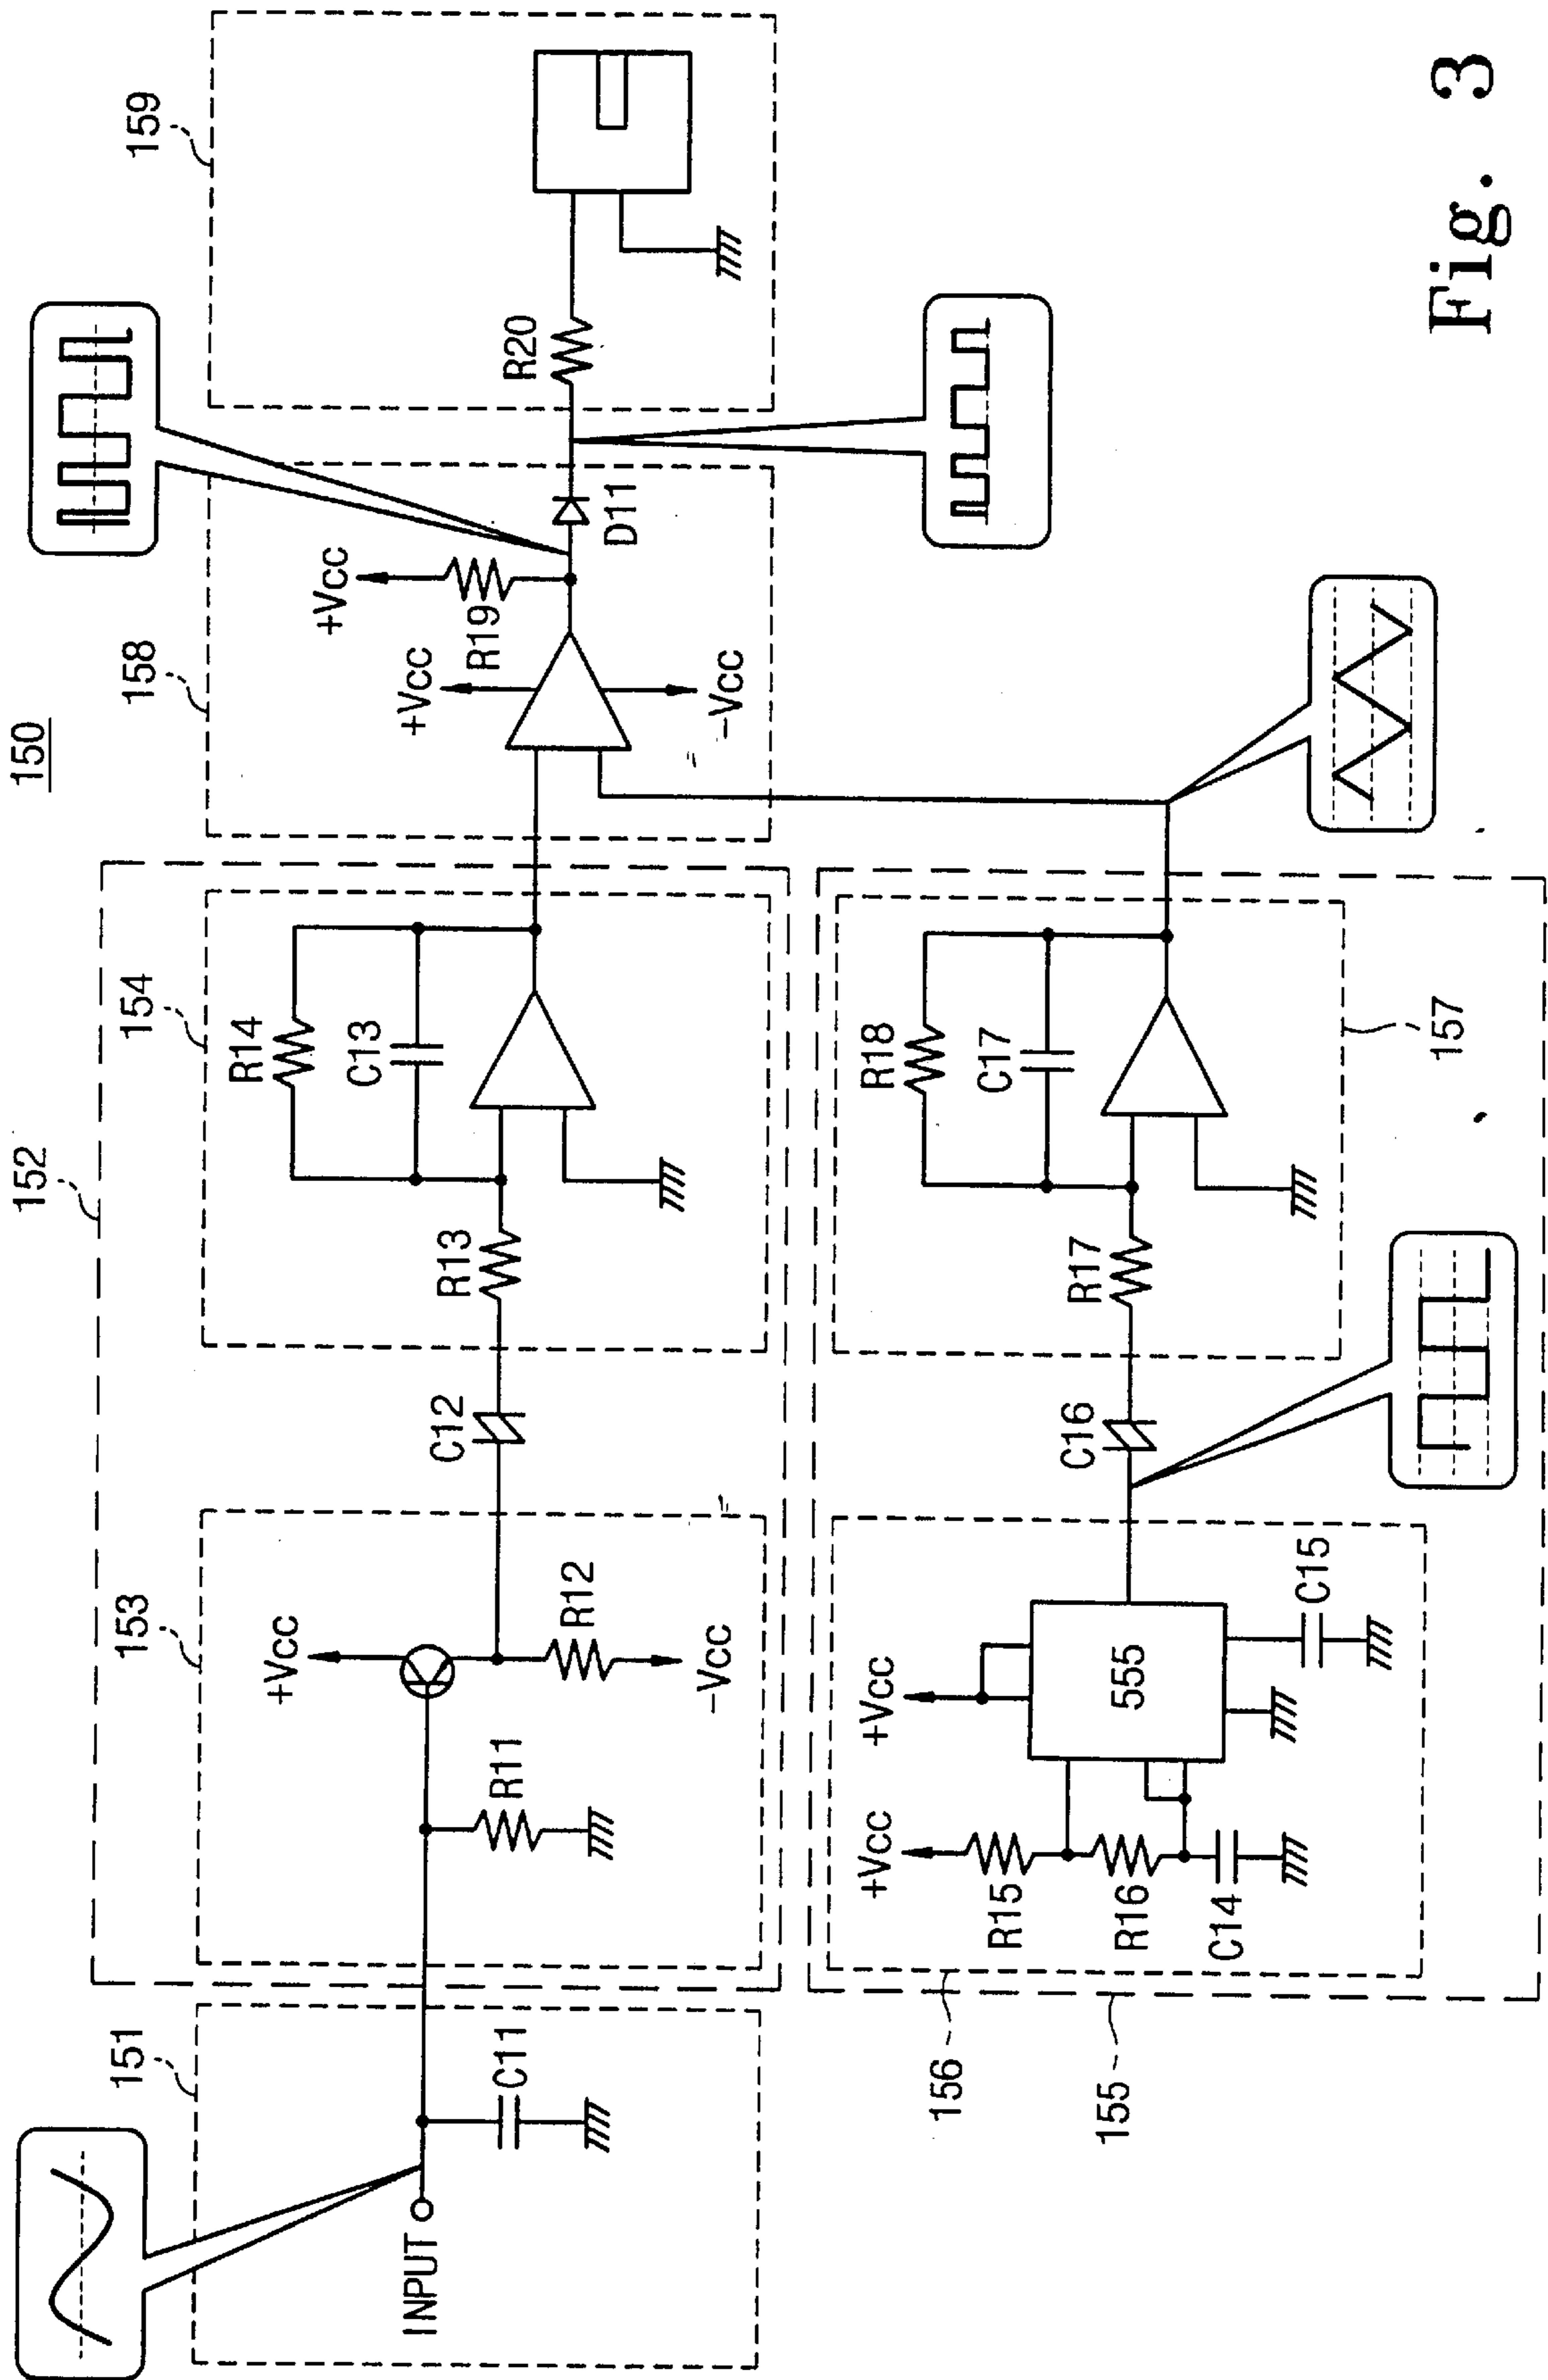 150
151
INPUT
C11
152
153
+Vcc
R11
R12
-Vcc
C12
154
R14
C13
R13
158
+Vcc
+Vcc
R19
-Vcc
D11
159
R20
155
156
+Vcc
+Vcc
R15
R16
C14
555
C15
C16
157
R18
C17
R17
Fig. 3